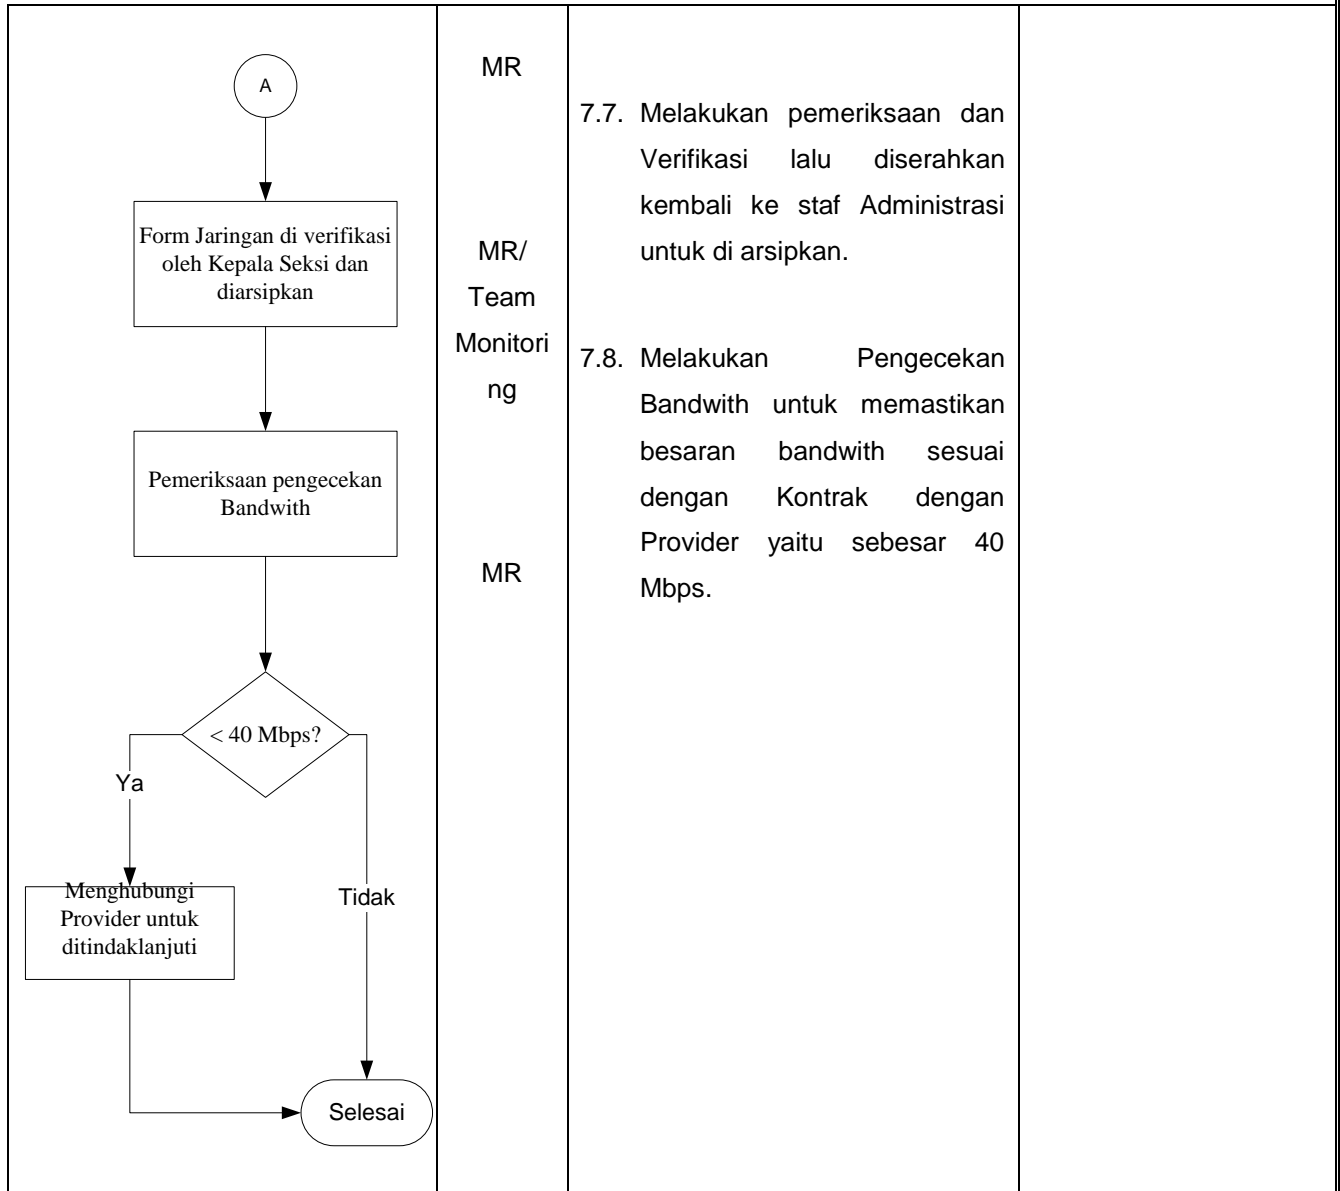 A
Form Jaringan di verifikasi
oleh Kepala Seksi dan
diarsipkan
Pemeriksaan pengecekan
Bandwith
< 40 Mbps?
Ya
Tidak
Menghubungi
Provider untuk
ditindaklanjuti
Selesai
MR
MR/
Team
Monitori
ng
MR
7.7. Melakukan pemeriksaan dan
Verifikasi lalu diserahkan
kembali ke staf Administrasi
untuk di arsipkan.
7.8. Melakukan Pengecekan
Bandwith untuk memastikan
besaran bandwith sesuai
dengan Kontrak dengan
Provider yaitu sebesar 40
Mbps.